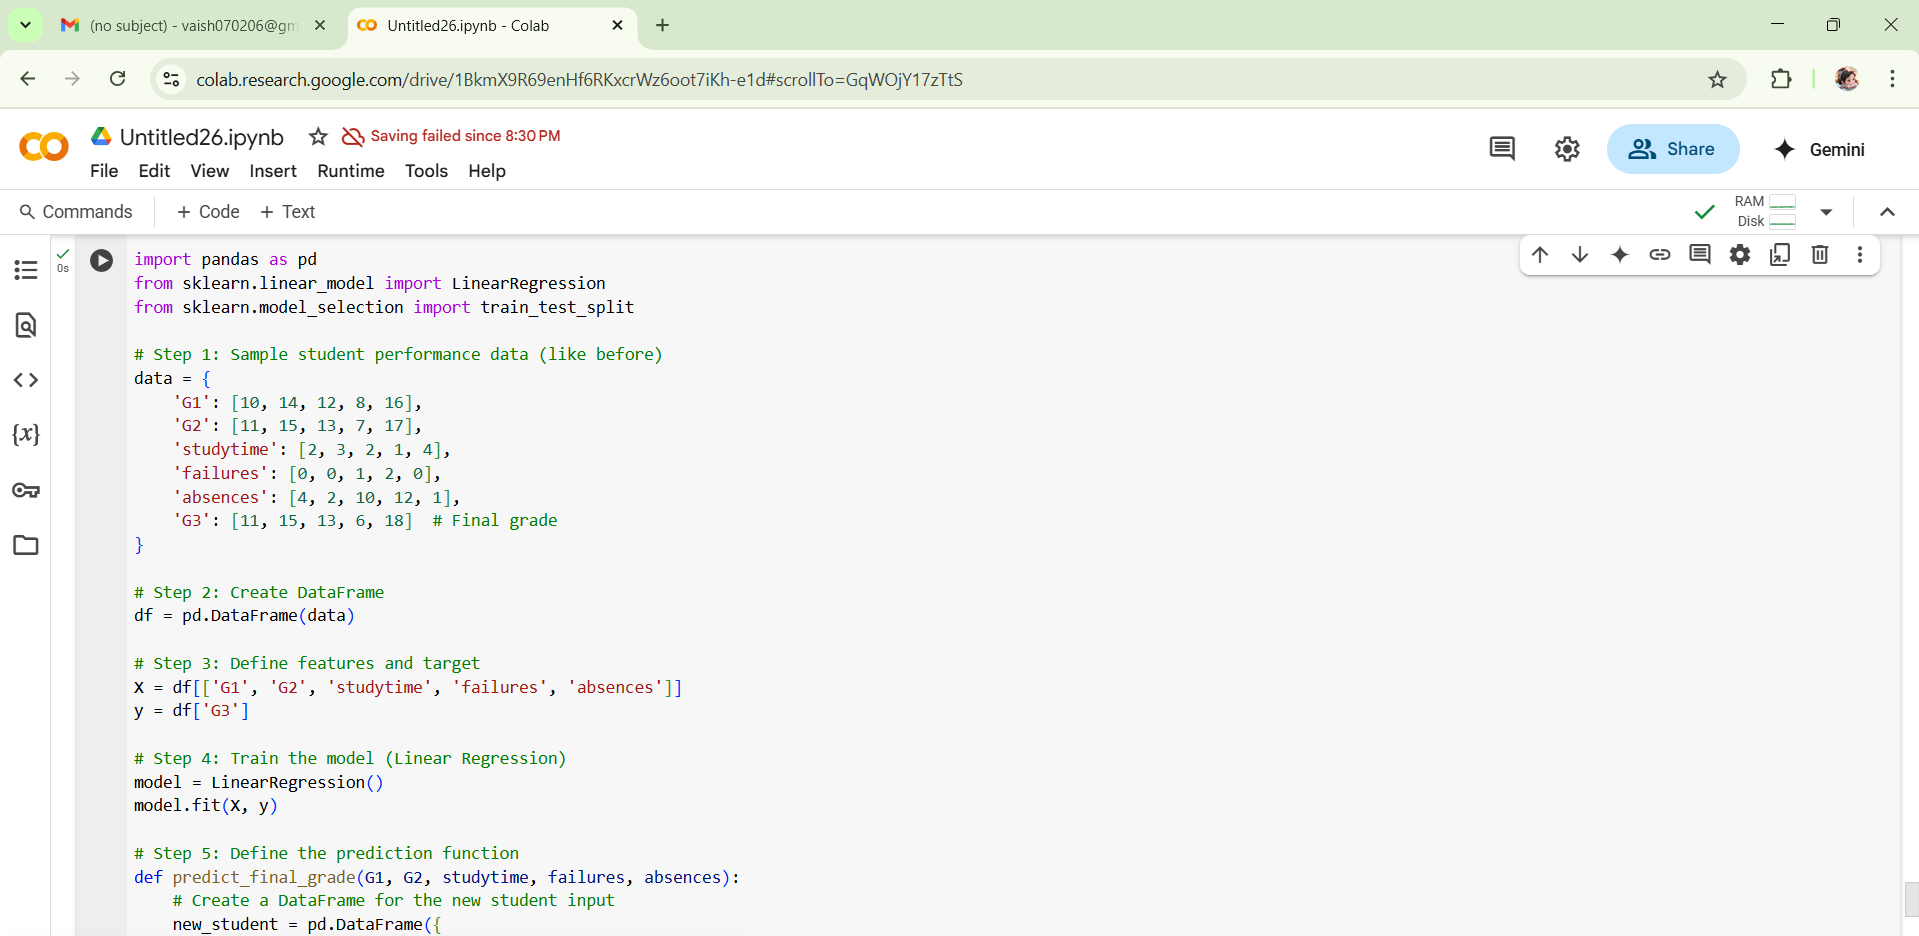 (no subject) - vaish070206@gm
Untitled26.ipynb - Colab
colab.research.google.com/drive/1BkmX9R69enHf6RKxcrWz6oot7iKh-e1d#scrollTo=GqWOjY17zTtS
Untitled26.ipynb
Saving failed since 8:30 PM
File Edit View Insert Runtime Tools Help
Share
Gemini
Commands + Code + Text
RAM
Disk
0s
import pandas as pd
from sklearn.linear_model import LinearRegression
from sklearn.model_selection import train_test_split
# Step 1: Sample student performance data (like before)
data = {
    'G1': [10, 14, 12, 8, 16],
    'G2': [11, 15, 13, 7, 17],
    'studytime': [2, 3, 2, 1, 4],
    'failures': [0, 0, 1, 2, 0],
    'absences': [4, 2, 10, 12, 1],
    'G3': [11, 15, 13, 6, 18]  # Final grade
}
# Step 2: Create DataFrame
df = pd.DataFrame(data)
# Step 3: Define features and target
X = df[['G1', 'G2', 'studytime', 'failures', 'absences']]
y = df['G3']
# Step 4: Train the model (Linear Regression)
model = LinearRegression()
model.fit(X, y)
# Step 5: Define the prediction function
def predict_final_grade(G1, G2, studytime, failures, absences):
    # Create a DataFrame for the new student input
    new_student = pd.DataFrame({